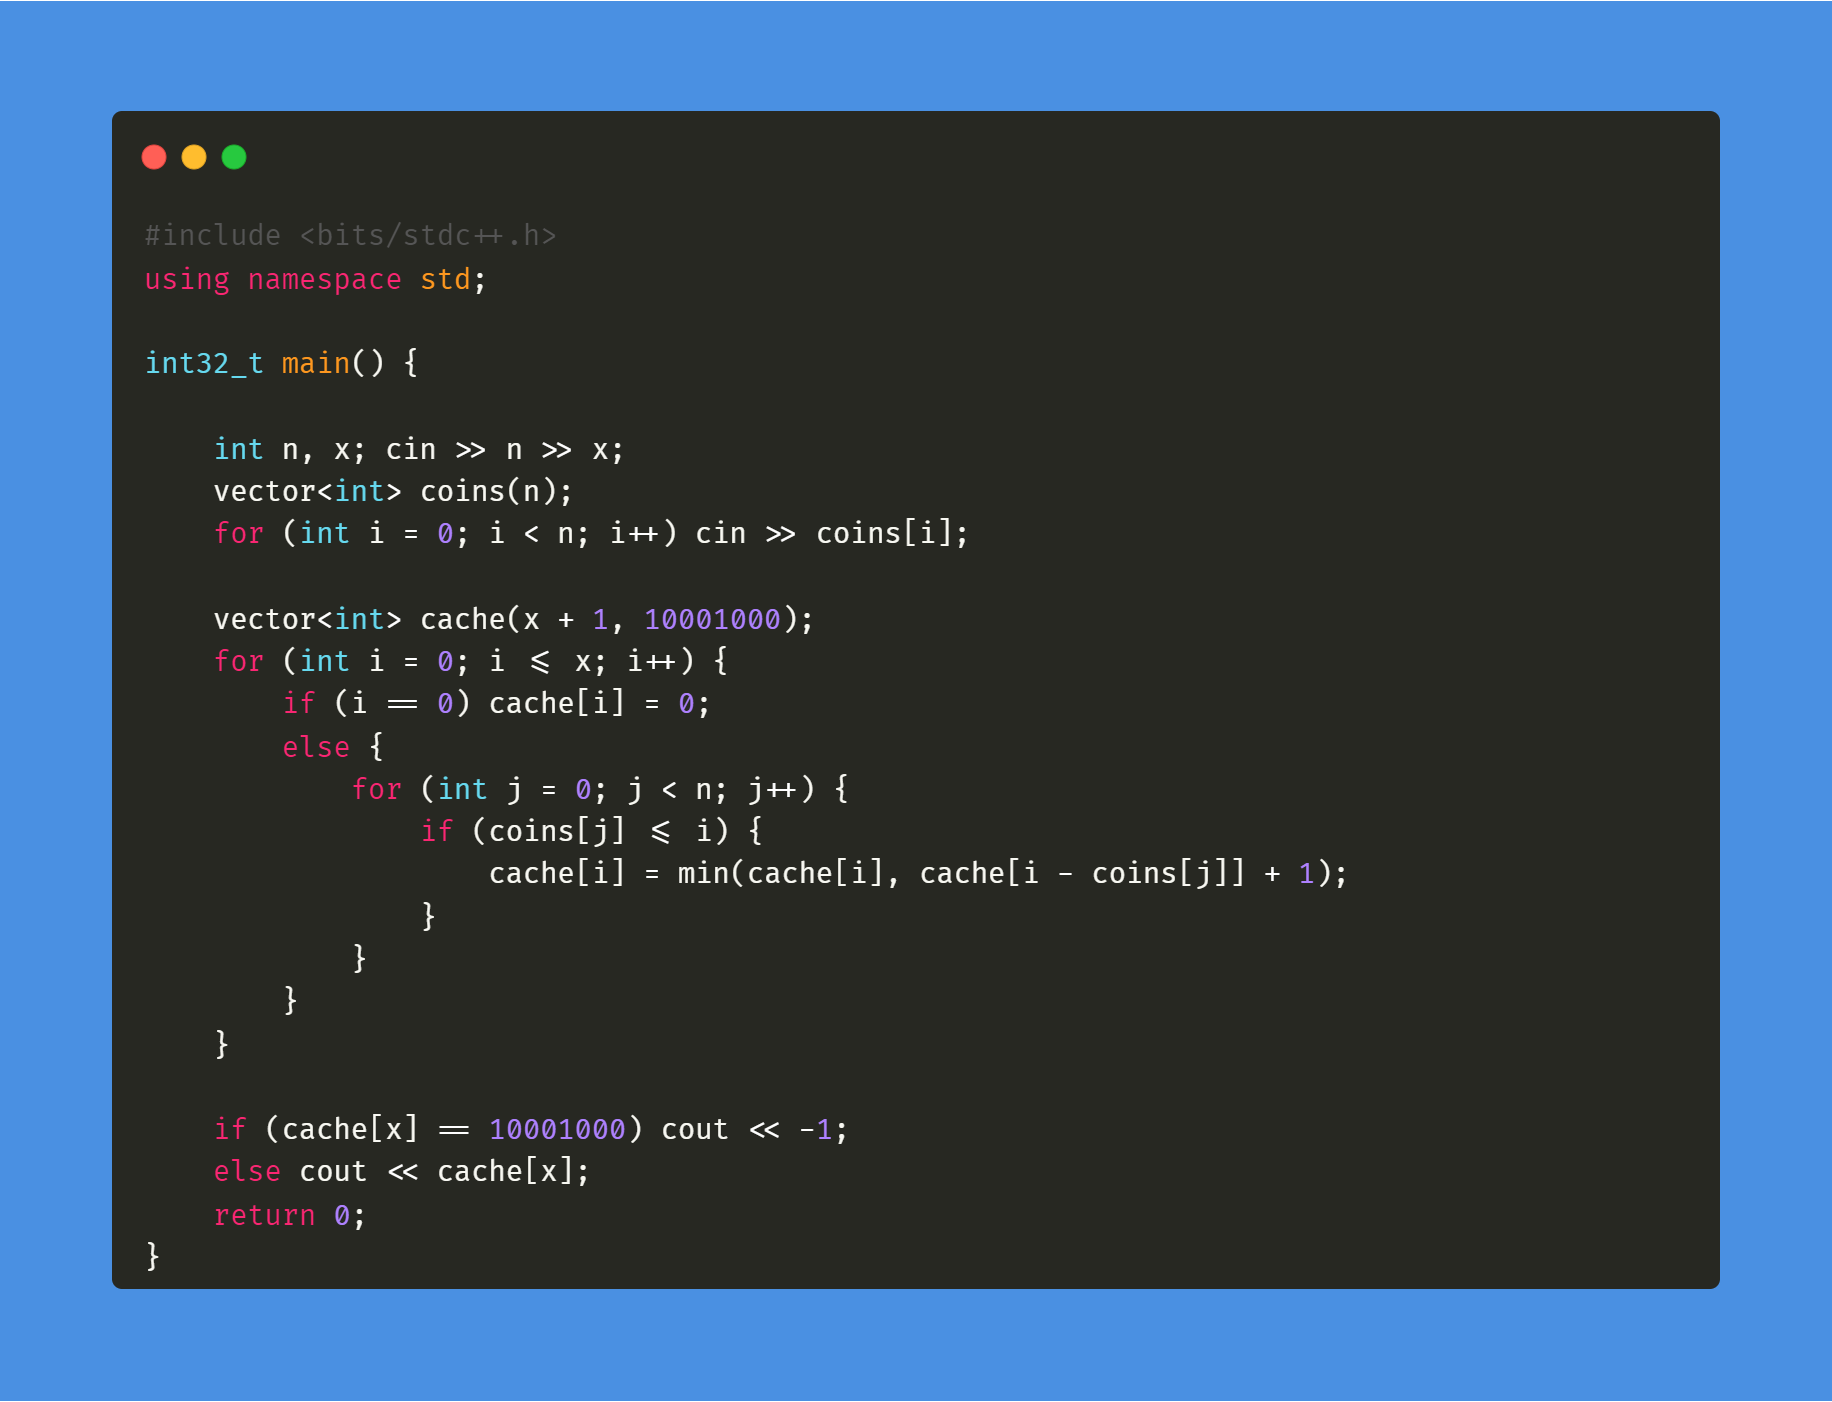 #include <bits/stdc++.h>
using namespace std;
int32_t main() {
int n, x; cin >> n >> x;
vector<int> coins(n);
for (int i = 0; i < n; i++) cin >> coins[i];
vector<int> cache(x + 1, 10001000);
for (int i = 0; i <= x; i++) {
if (i == 0) cache[i] = 0;
else {
for (int j = 0; j < n; j++) {
if (coins[j] <= i) {
cache[i] = min(cache[i], cache[i - coins[j]] + 1);
}
}
}
}
if (cache[x] == 10001000) cout << -1;
else cout << cache[x];
return 0;
}